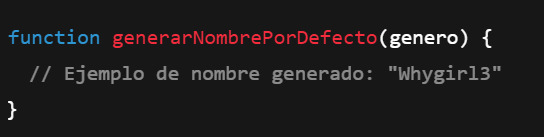 function generarNombrePorDefecto(genero) {
// Ejemplo de nombre generado: "Whygirl3"
}